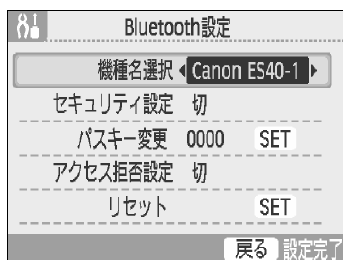 Bluetooth設定
機種名選択 Canon ES40-1
セキュリティ設定 切
パスキー変更 0000 SET
アクセス拒否設定 切
リセット SET
戻る 設定完了